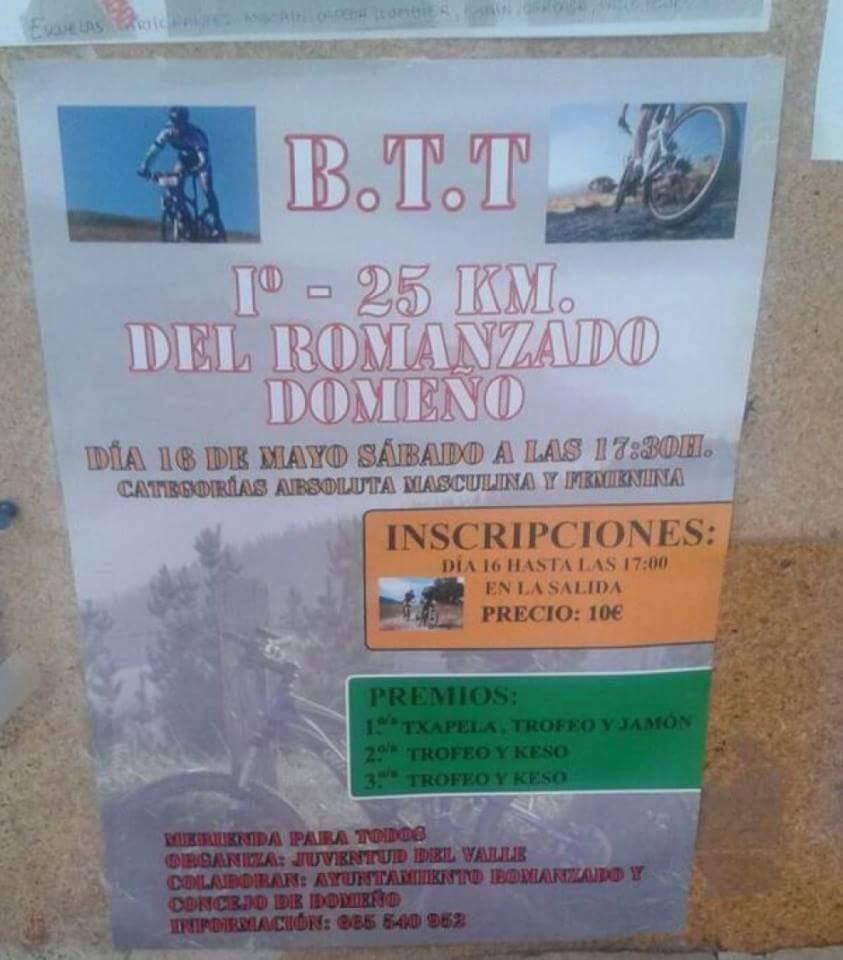 ESCUELAS PARTICIPANTES
B.T.T
Iº - 25 KM.
DEL ROMANZADO
DOMEÑO
DÍA 16 DE MAYO SÁBADO A LAS 17:30H.
CATEGORÍAS ABSOLUTA MASCULINA Y FEMENINA
INSCRIPCIONES:
DÍA 16 HASTA LAS 17:00
EN LA SALIDA
PRECIO: 10€
PREMIOS:
1.º/ª TXAPELA, TROFEO Y JAMÓN
2.º/ª TROFEO Y KESO
3.º/ª TROFEO Y KESO
MERIENDA PARA TODOS
ORGANIZA: JUVENTUD DEL VALLE
COLABORAN: AYUNTAMIENTO ROMANZADO Y
CONCEJO DE DOMEÑO
INFORMACIÓN: 665 540 952